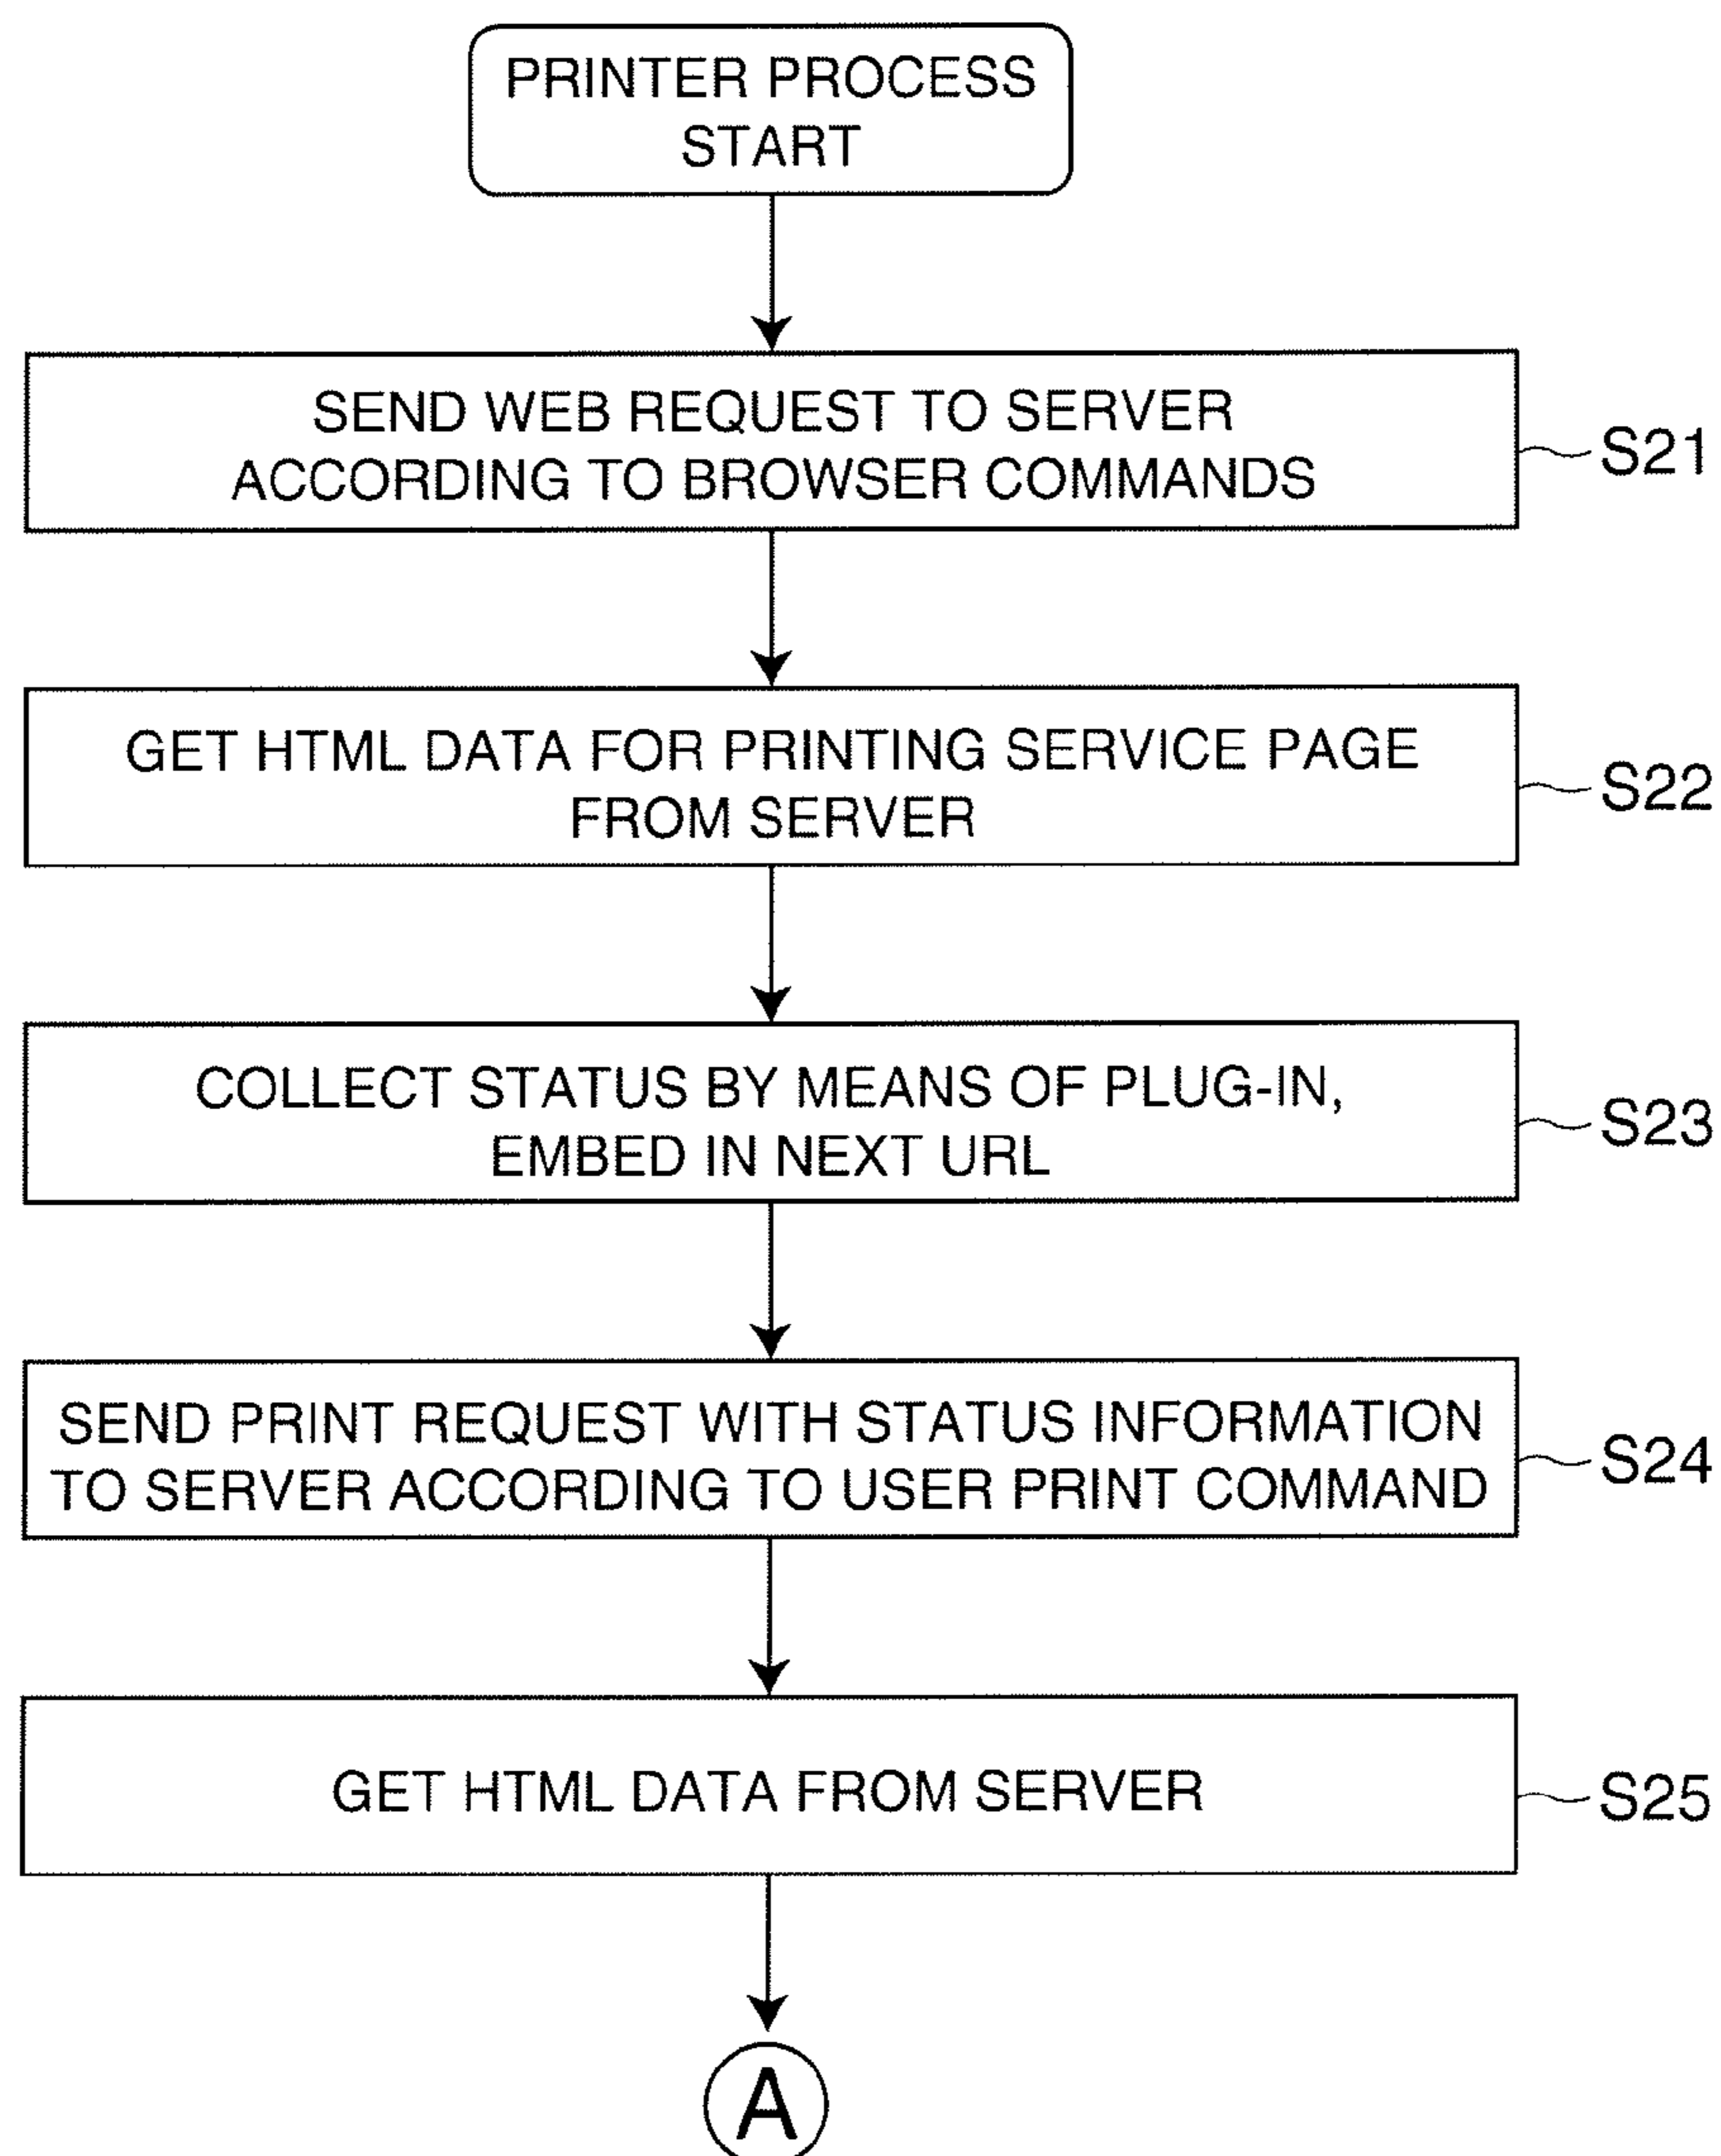 PRINTER PROCESS
START
SEND WEB REQUEST TO SERVER
ACCORDING TO BROWSER COMMANDS
S21
GET HTML DATA FOR PRINTING SERVICE PAGE
FROM SERVER
S22
COLLECT STATUS BY MEANS OF PLUG-IN,
EMBED IN NEXT URL
S23
SEND PRINT REQUEST WITH STATUS INFORMATION
TO SERVER ACCORDING TO USER PRINT COMMAND
S24
GET HTML DATA FROM SERVER
S25
A